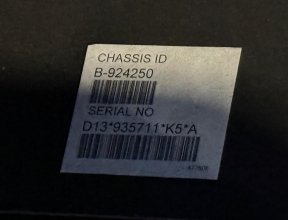 CHASSIS ID
B-924250
SERIAL NO
D13*935711*K5*A